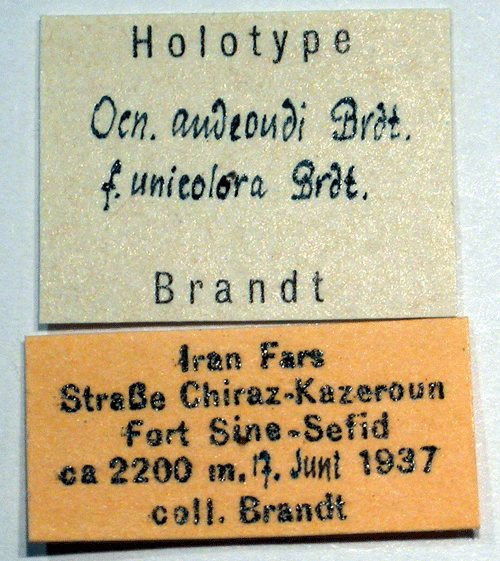 Holotype
Ocn. audeoudi Brdt.
f. unicolora Brdt.
Brandt
Iran Fars
Straße Chiraz-Kazeroun
Fort Sine-Sefid
ca 2200 m. 17. Juni 1937
coll. Brandt